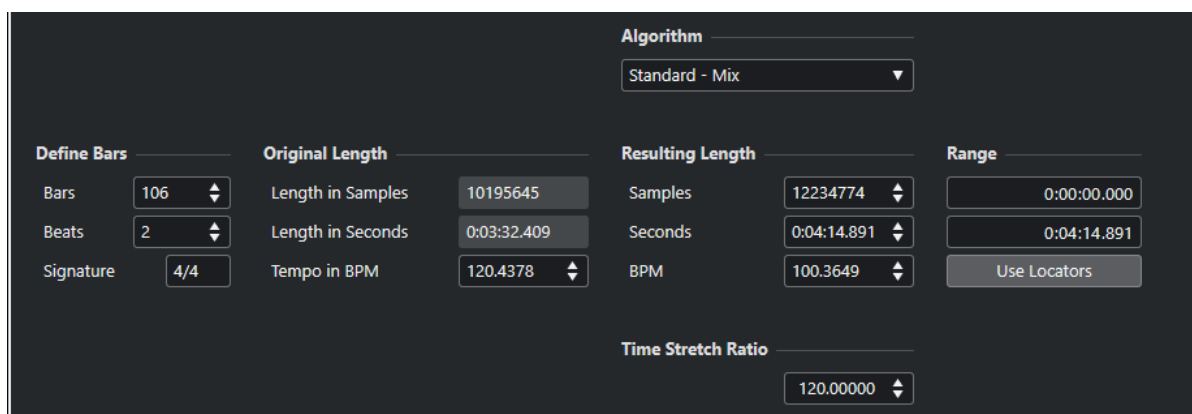 Algorithm
Standard - Mix
Define Bars Original Length Resulting Length Range
Bars 106 Length in Samples 10195645 Samples 12234774 0:00:00.000
Beats 2 Length in Seconds 0:03:32.409 Seconds 0:04:14.891 0:04:14.891
Signature 4/4 Tempo in BPM 120.4378 BPM 100.3649 Use Locators
Time Stretch Ratio
120.00000